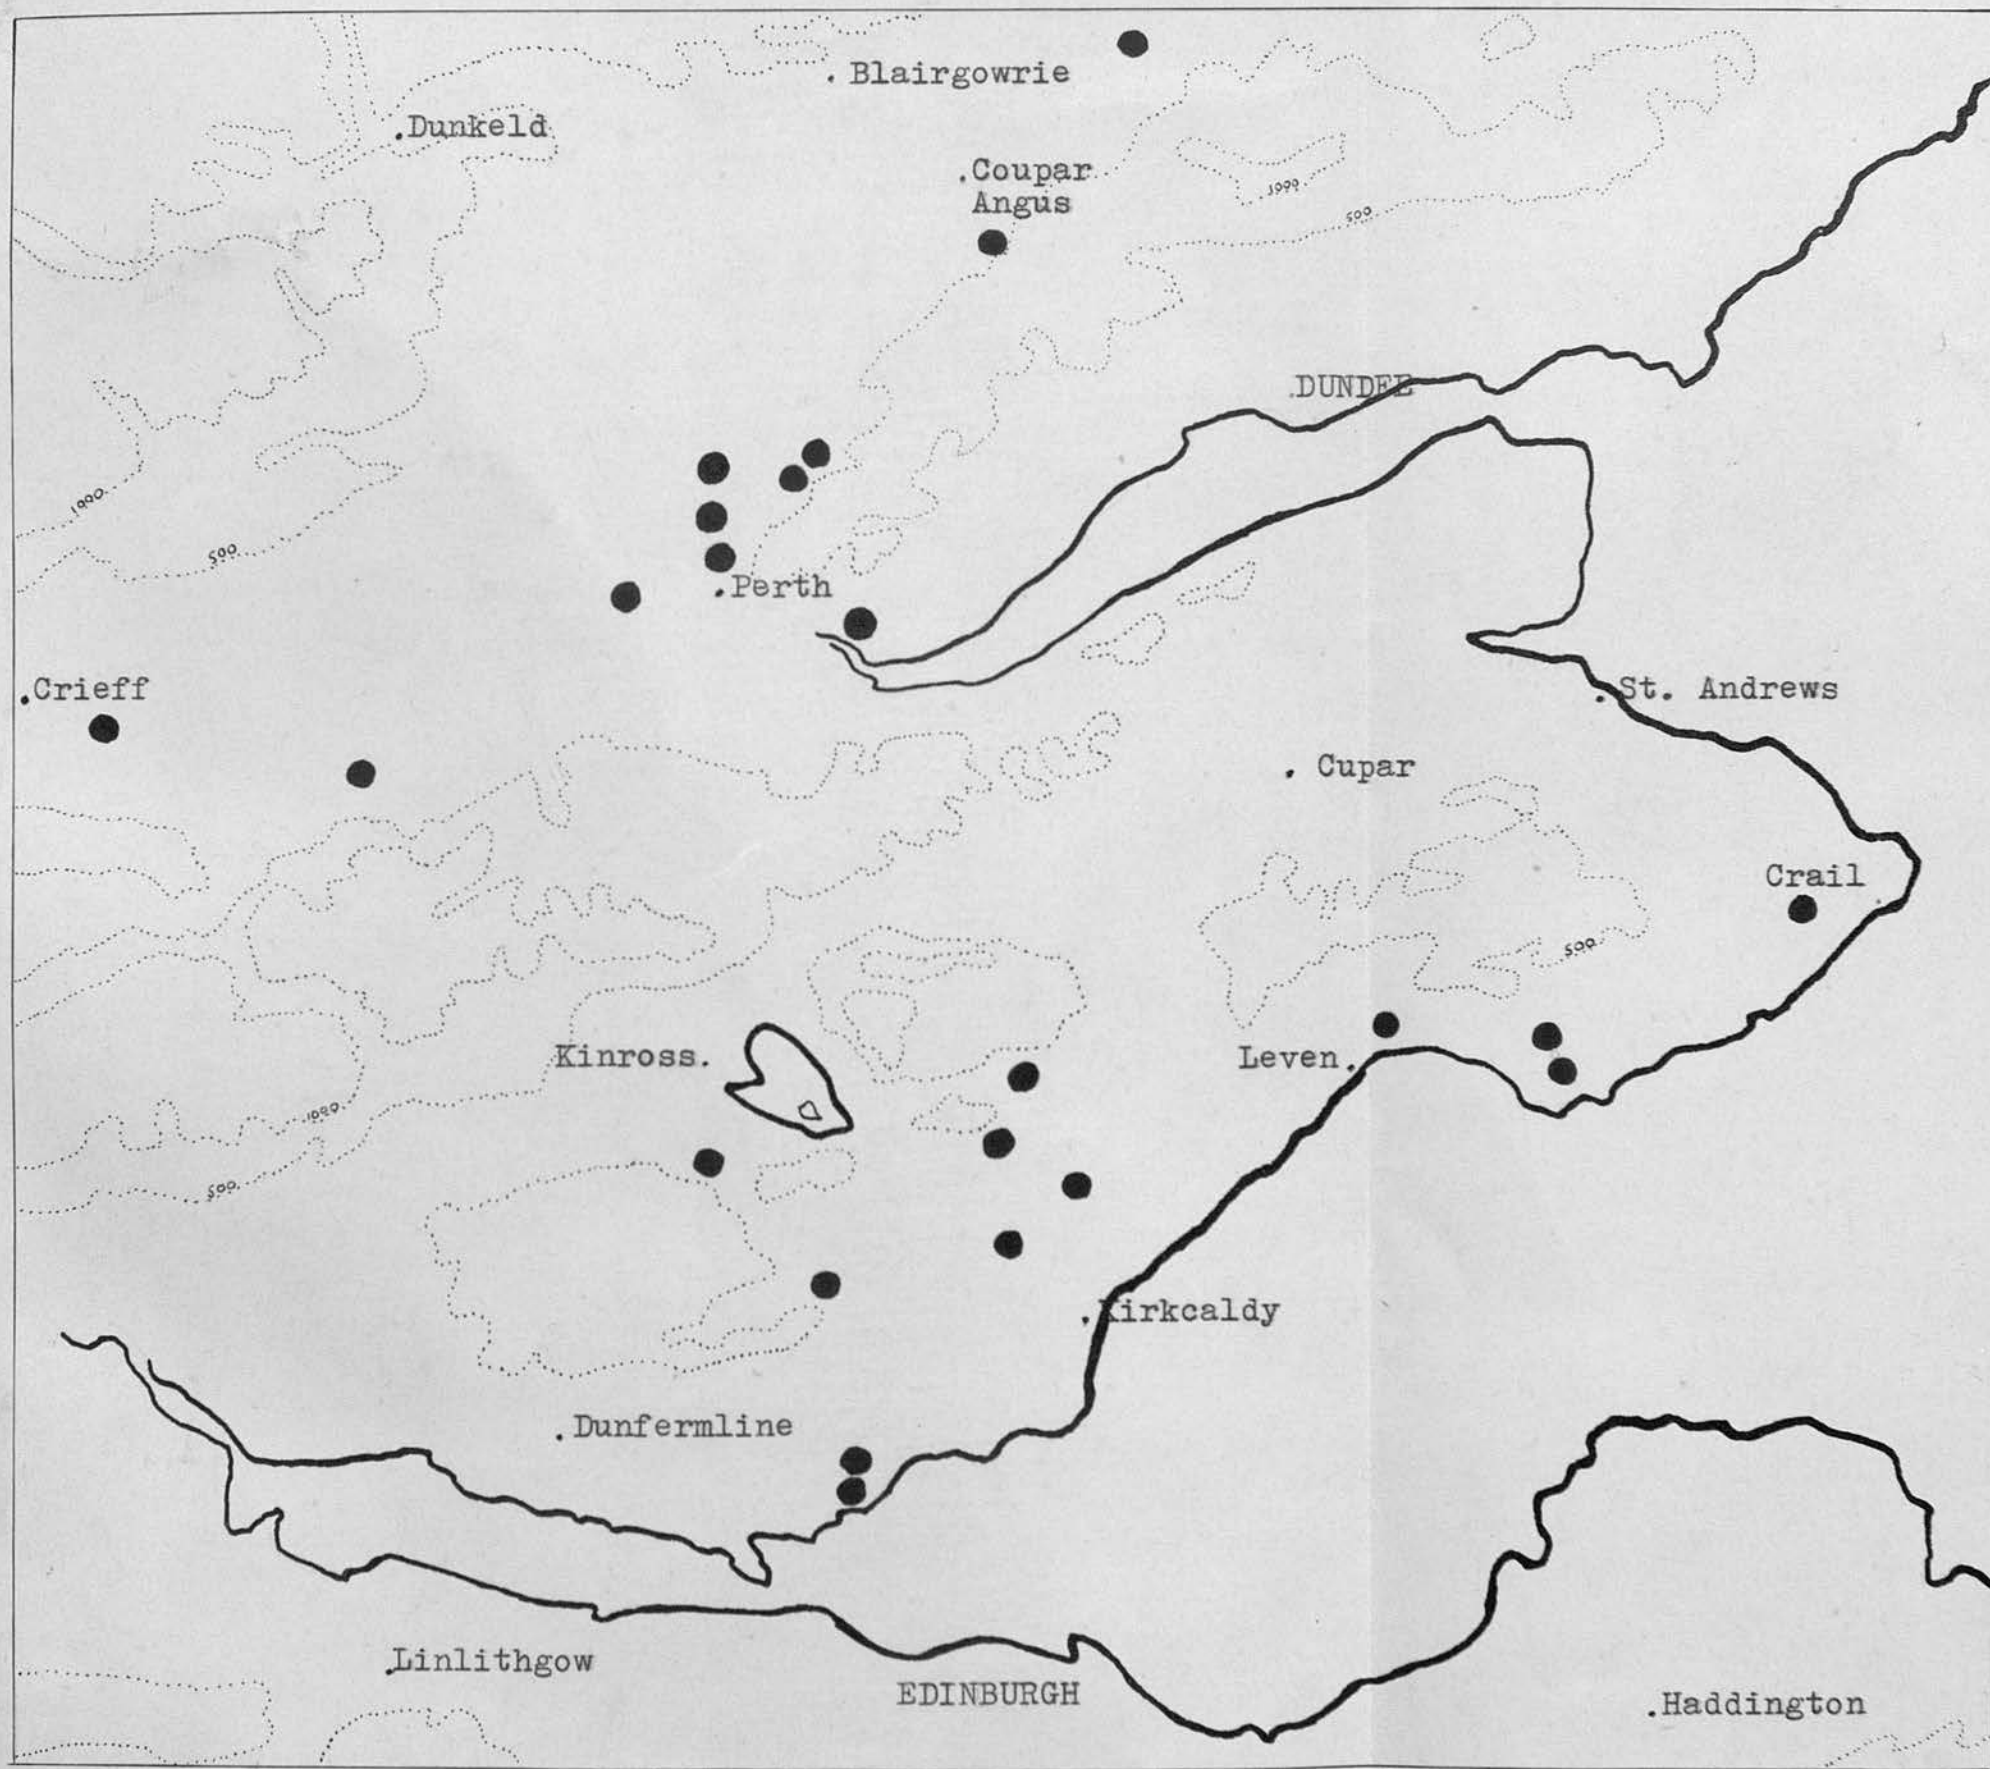 . Blairgowrie
.Dunkeld
.Coupar
Angus
1000
500
.DUNDEE
1000
500
.Perth
.Crieff
.St. Andrews
. Cupar
Crail
500
Kinross.
Leven.
1000
500
.Kirkcaldy
.Dunfermline
.Linlithgow
EDINBURGH
.Haddington